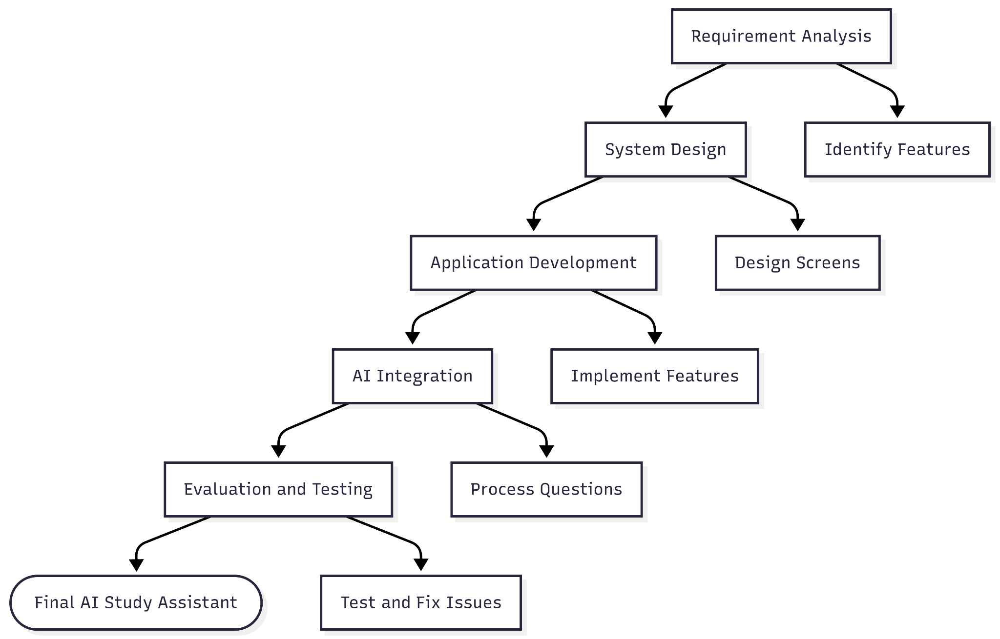 Requirement Analysis
System Design
Identify Features
Application Development
Design Screens
AI Integration
Implement Features
Evaluation and Testing
Process Questions
Final AI Study Assistant
Test and Fix Issues